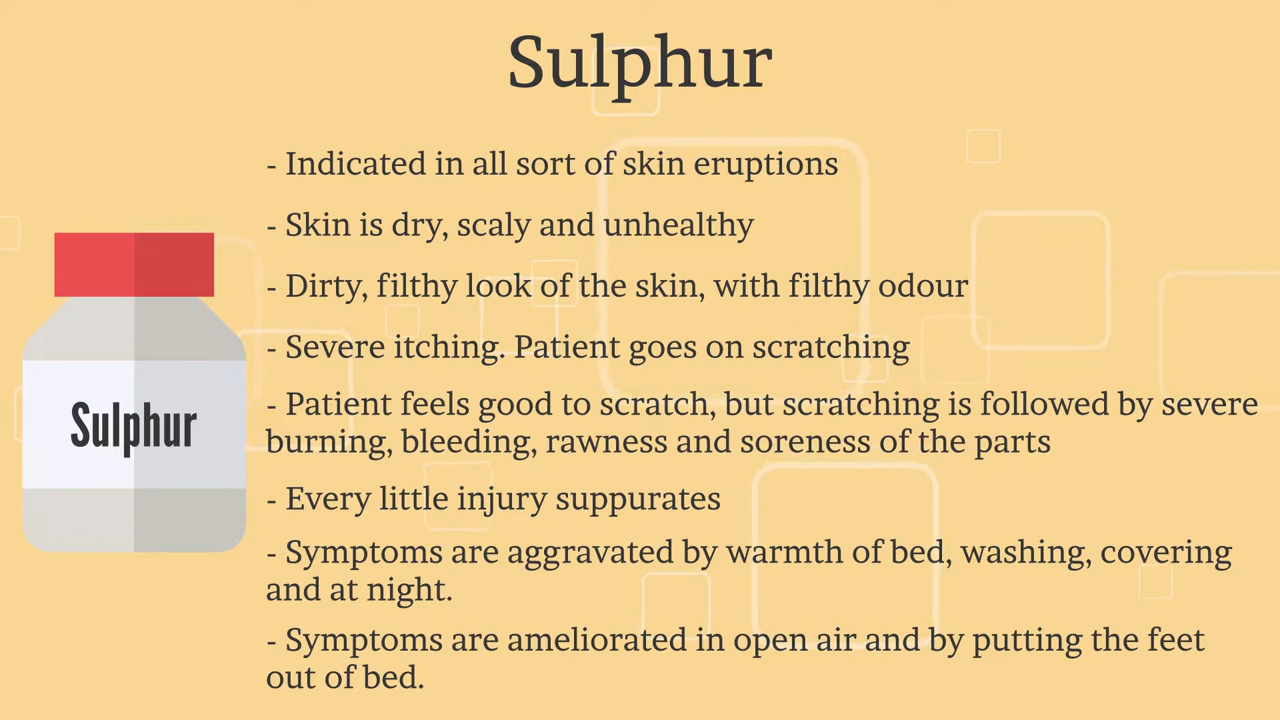 Sulphur
- Indicated in all sort of skin eruptions
- Skin is dry, scaly and unhealthy
- Dirty, filthy look of the skin, with filthy odour
- Severe itching. Patient goes on scratching
- Patient feels good to scratch, but scratching is followed by severe
burning, bleeding, rawness and soreness of the parts
- Every little injury suppurates
- Symptoms are aggravated by warmth of bed, washing, covering
and at night.
- Symptoms are ameliorated in open air and by putting the feet
out of bed.
Sulphur